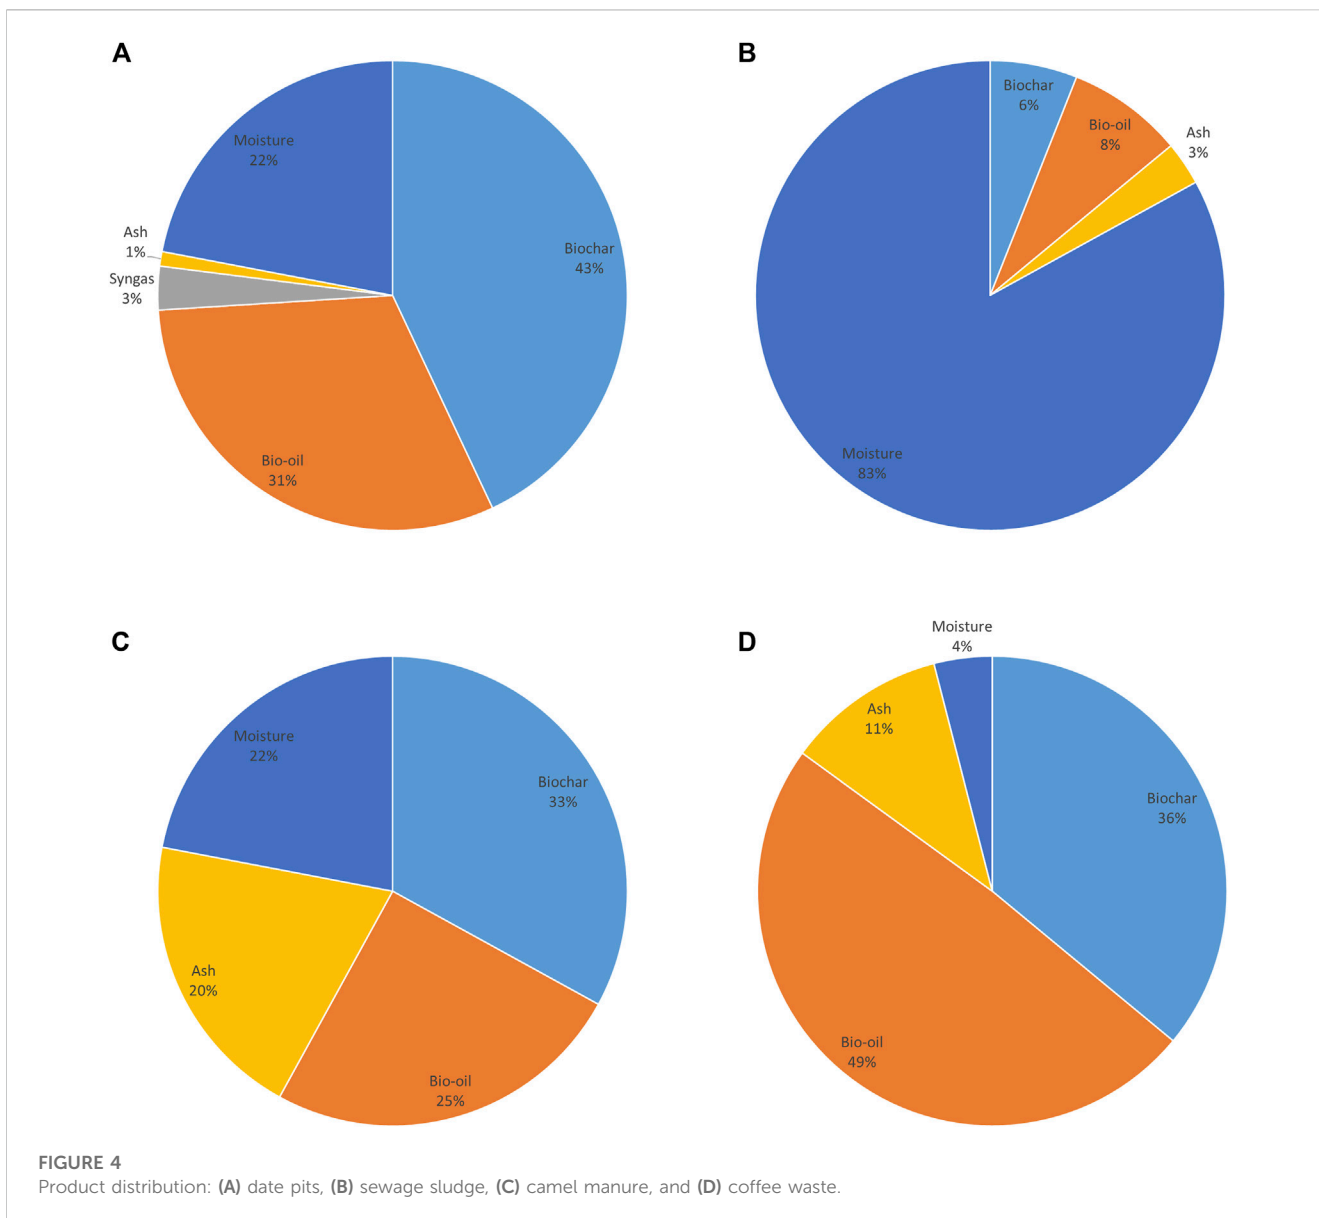 A
Moisture
22%
Ash
1%
Syngas
3%
Biochar
43%
Bio-oil
31%
B
Biochar
6%
Bio-oil
8%
Ash
3%
Moisture
83%
C
Moisture
22%
Biochar
33%
Ash
20%
Bio-oil
25%
D
Moisture
4%
Ash
11%
Biochar
36%
Bio-oil
49%
FIGURE 4
Product distribution: (A) date pits, (B) sewage sludge, (C) camel manure, and (D) coffee waste.